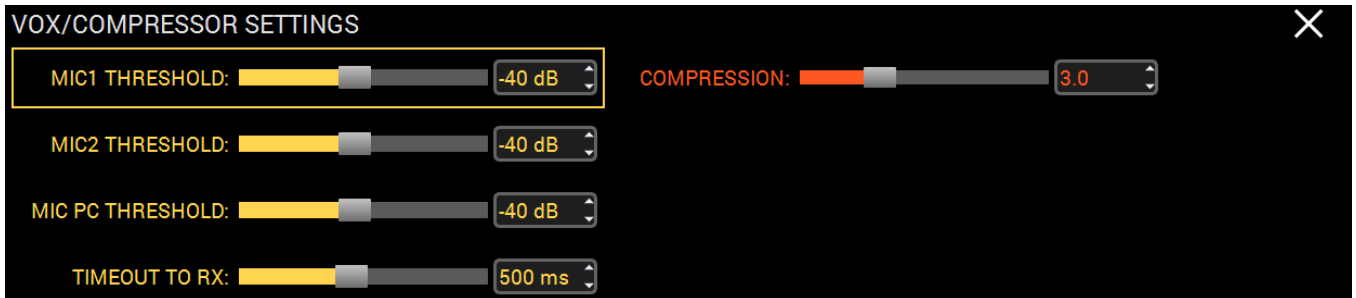 VOX/COMPRESSOR SETTINGS
MIC1 THRESHOLD: -40 dB
COMPRESSION: 3.0
MIC2 THRESHOLD: -40 dB
MIC PC THRESHOLD: -40 dB
TIMEOUT TO RX: 500 ms